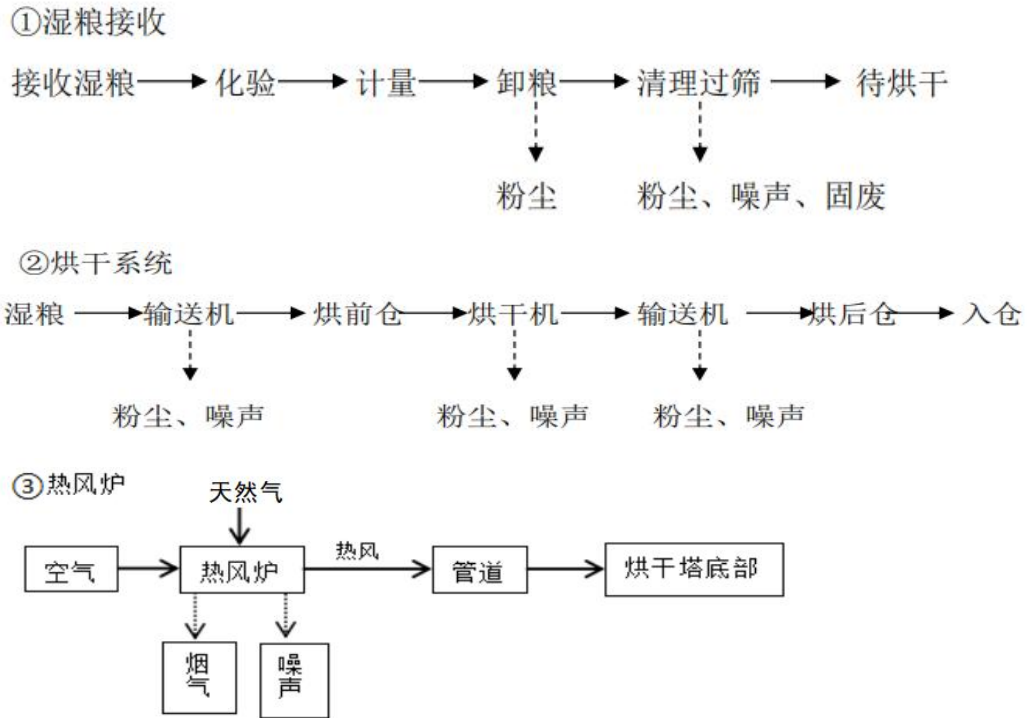 ①湿粮接收
接收湿粮 化验 计量 卸粮 清理过筛 待烘干
粉尘 粉尘、噪声、固废
②烘干系统
湿粮 输送机 烘前仓 烘干机 输送机 烘后仓 入仓
粉尘、噪声 粉尘、噪声 粉尘、噪声
③热风炉
天然气
空气 热风炉 热风 管道 烘干塔底部
烟气 噪声